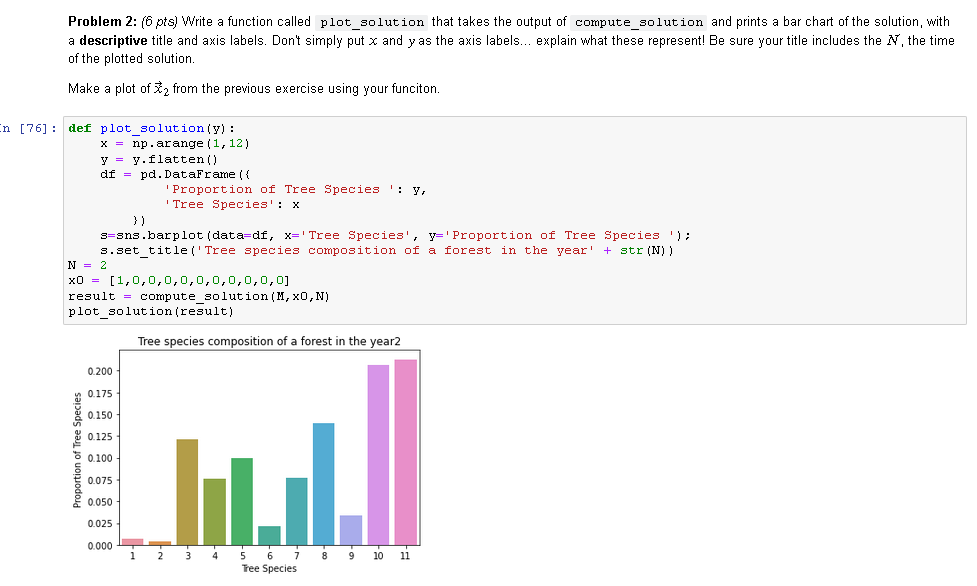 Problem 2: (6 pts) Write a function called plot_solution that takes the output of compute_solution and prints a bar chart of the solution, with
a descriptive title and axis labels. Don't simply put x and y as the axis labels... explain what these represent! Be sure your title includes the N, the time
of the plotted solution.
Make a plot of x⃗₂ from the previous exercise using your funciton.
In [76]: def plot_solution(y):
    x = np.arange(1,12)
    y = y.flatten()
    df = pd.DataFrame({
            'Proportion of Tree Species ': y,
            'Tree Species': x
        })
    s=sns.barplot(data=df, x='Tree Species', y='Proportion of Tree Species ');
    s.set_title('Tree species composition of a forest in the year' + str(N))
N = 2
x0 = [1,0,0,0,0,0,0,0,0,0,0]
result = compute_solution(M,x0,N)
plot_solution(result)
Tree species composition of a forest in the year2
Proportion of Tree Species
0.200
0.175
0.150
0.125
0.100
0.075
0.050
0.025
0.000
1 2 3 4 5 6 7 8 9 10 11
Tree Species